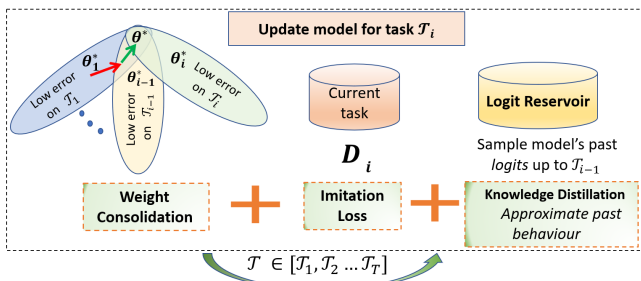 Update model for task 𝒯i
θ*
θ*1
θ*i-1
θ*i
Low error
on 𝒯1
Low error
on 𝒯i-1
Low error
on 𝒯i
Current
task
Di
Logit Reservoir
Sample model's past
logits up to 𝒯i-1
Weight
Consolidation
Imitation
Loss
Knowledge Distillation
Approximate past
behaviour
𝒯 ∈ [𝒯1, 𝒯2 ... 𝒯T]